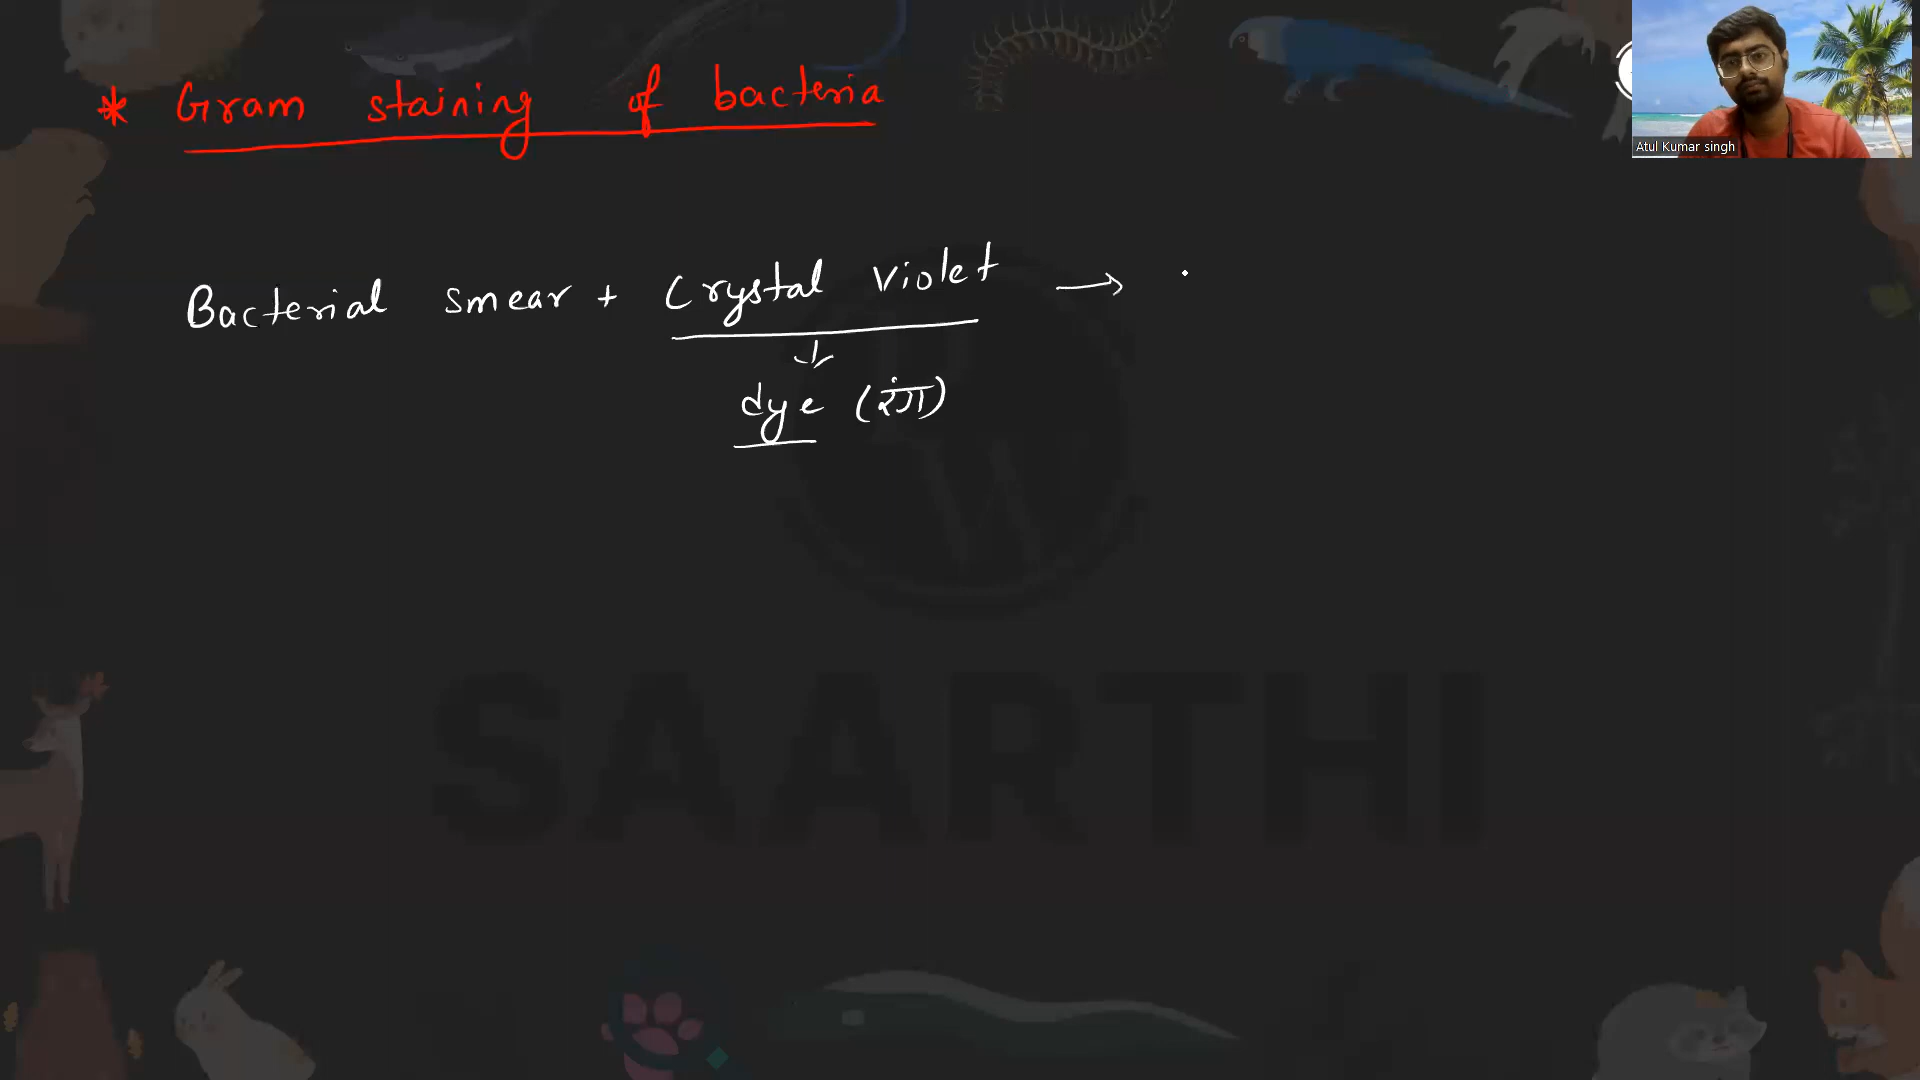 * Gram staining of bacteria
Atul Kumar singh
Bacterial smear + Crystal Violet →
↓
dye (रंग)
SAARTHI